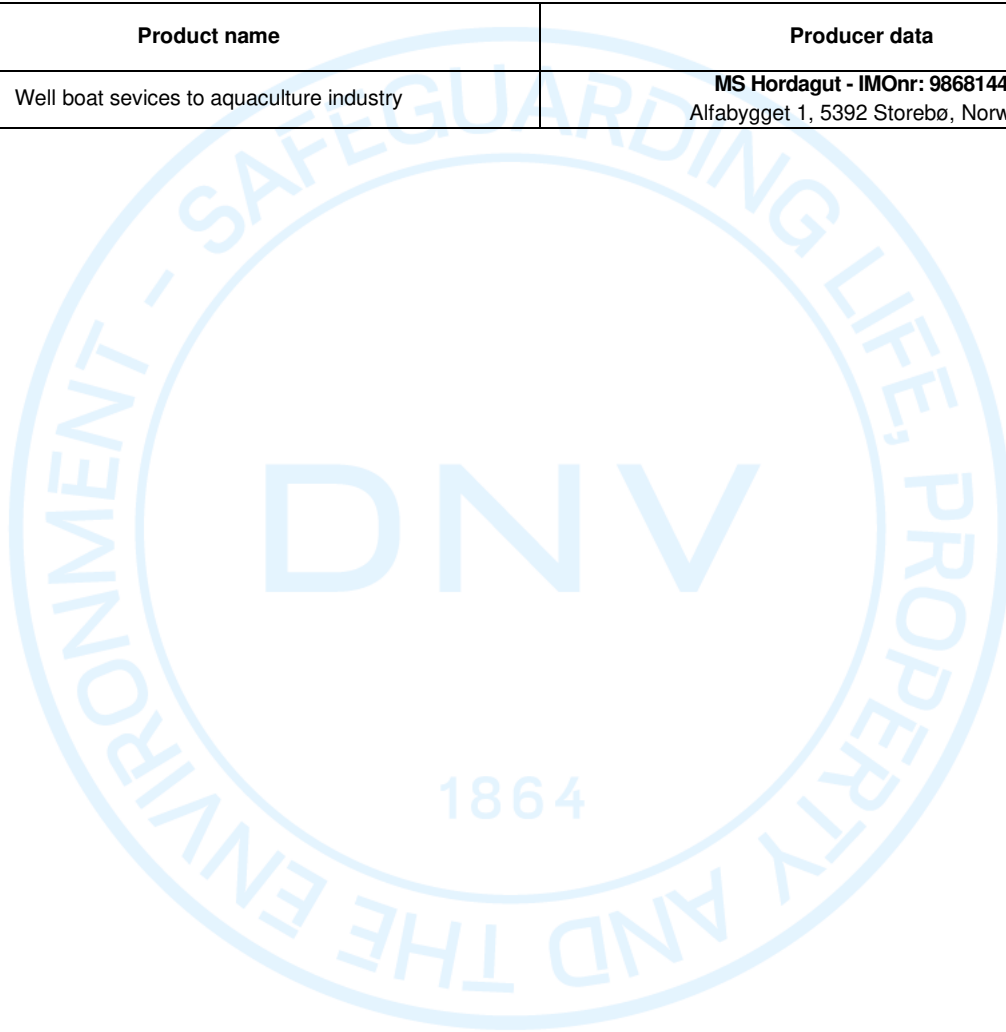 Product name
Producer data
Well boat sevices to aquaculture industry
MS Hordagut - IMOnr: 9868144
Alfabygget 1, 5392 Storebø,
SAFEGUARDING LIFE, PROPERTY AND THE ENVIRONMENT -
DNV
1864